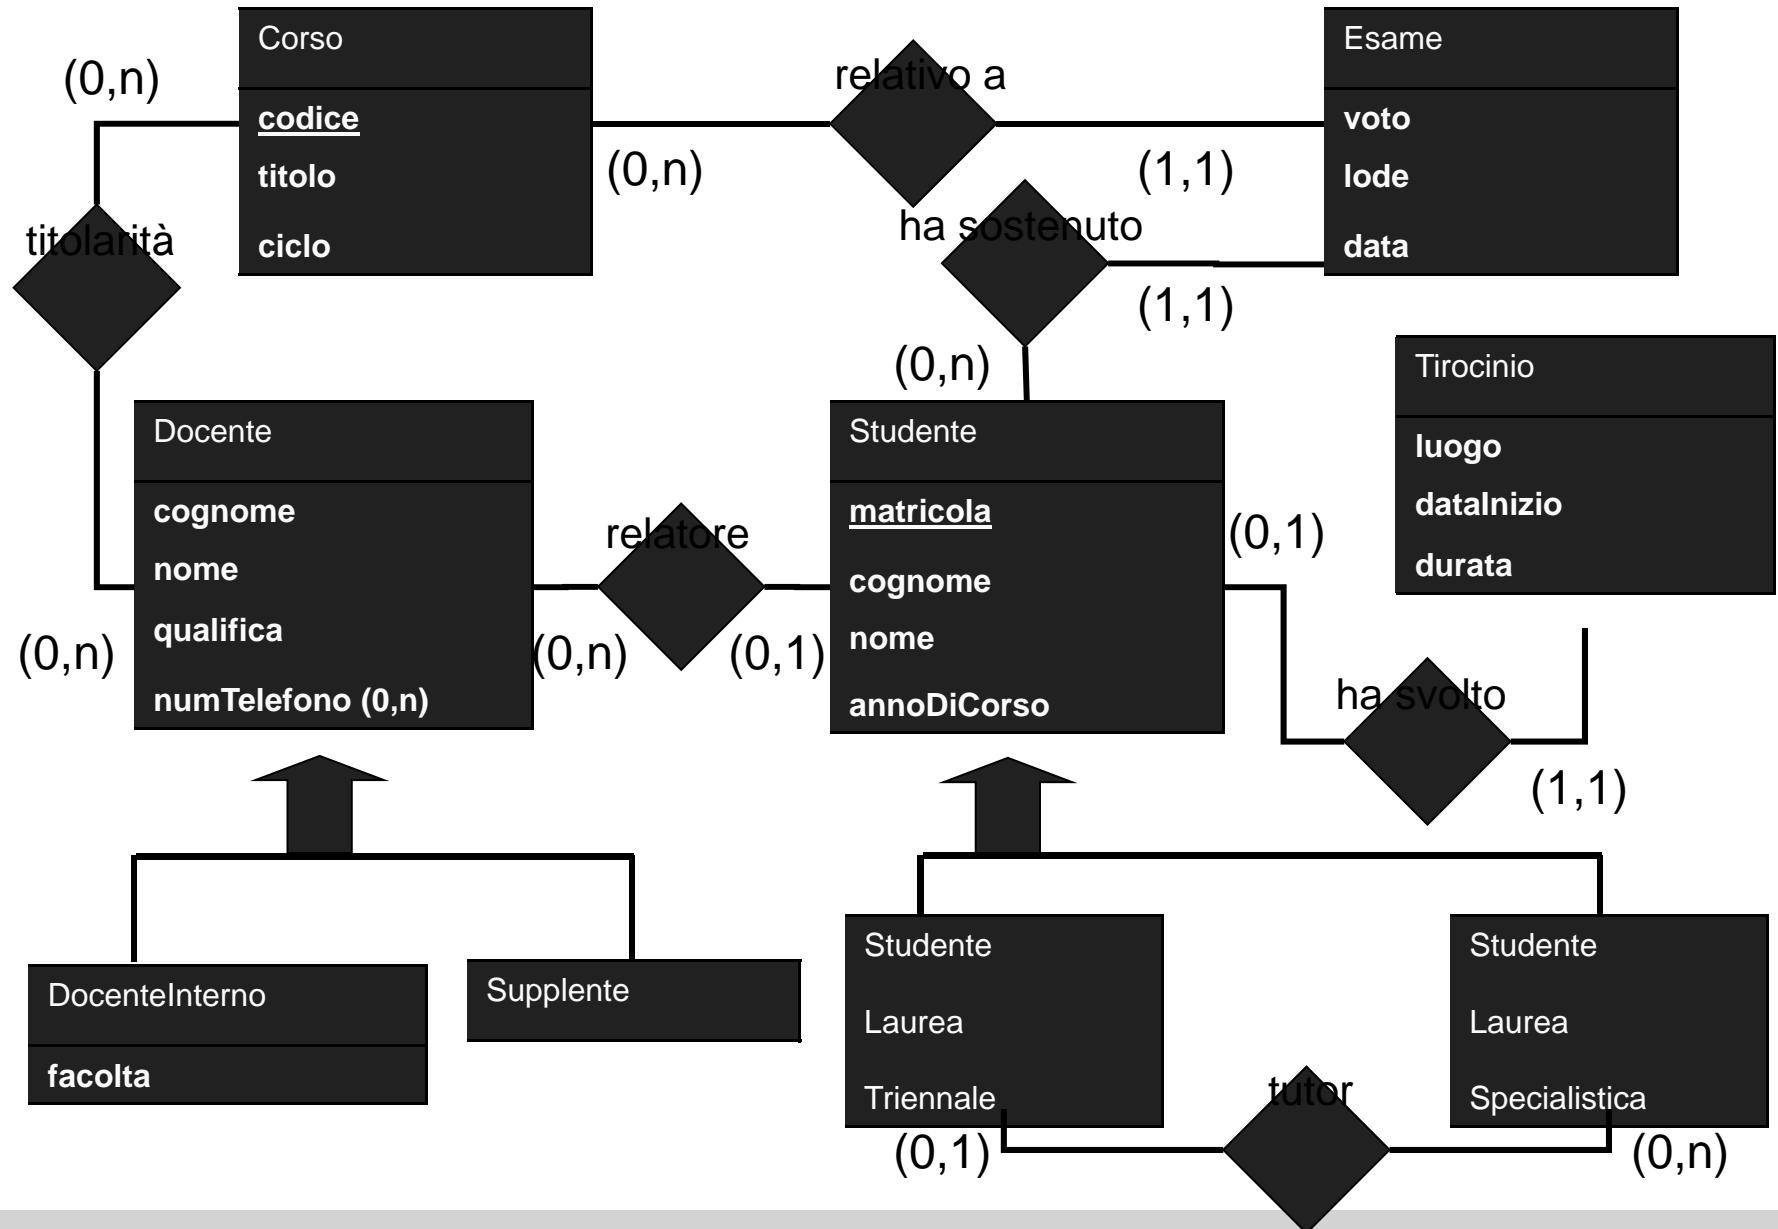 Corso
codice
titolo
ciclo
(0,n)
(0,n)
relativo a
(1,1)
Esame
voto
lode
data
titolarità
ha sostenuto
(1,1)
(0,n)
Tirocinio
luogo
dataInizio
durata
Docente
cognome
nome
qualifica
numTelefono (0,n)
(0,n)
(0,n)
relatore
(0,1)
Studente
matricola
cognome
nome
annoDiCorso
(0,1)
ha svolto
(1,1)
DocenteInterno
facolta
Supplente
Studente
Laurea
Triennale
(0,1)
tutor
Studente
Laurea
Specialistica
(0,n)